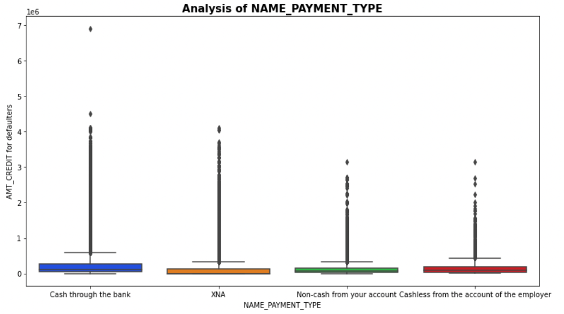 Analysis of NAME_PAYMENT_TYPE
1e6
7
6
5
4
3
2
1
0
AMT_CREDIT for defaulters
Cash through the bank
XNA
Non-cash from your account
Cashless from the account of the employer
NAME_PAYMENT_TYPE